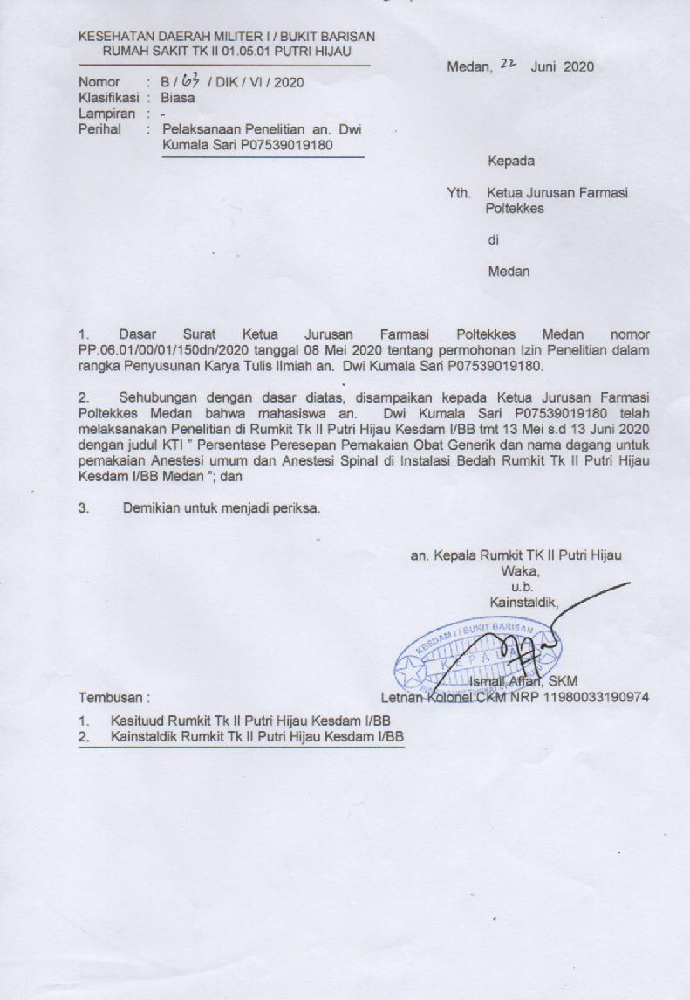 KESEHATAN DAERAH MILITER I / BUKIT BARISAN
RUMAH SAKIT TK II 01.05.01 PUTRI HIJAU
Medan, 22 Juni 2020
Nomor : B / 63 / DIK / VI / 2020
Klasifikasi : Biasa
Lampiran : -
Perihal : Pelaksanaan Penelitian an. Dwi
Kumala Sari P07539019180
Kepada
Yth. Ketua Jurusan Farmasi
Poltekkes
di
Medan
1. Dasar Surat Ketua Jurusan Farmasi Poltekkes Medan nomor
PP.06.01/00/01/150dn/2020 tanggal 08 Mei 2020 tentang permohonan Izin Penelitian dalam
rangka Penyusunan Karya Tulis Ilmiah an. Dwi Kumala Sari P07539019180.
2. Sehubungan dengan dasar diatas, disampaikan kepada Ketua Jurusan Farmasi
Poltekkes Medan bahwa mahasiswa an. Dwi Kumala Sari P07539019180 telah
melaksanakan Penelitian di Rumkit Tk II Putri Hijau Kesdam I/BB tmt 13 Mei s.d 13 Juni 2020
dengan judul KTI " Persentase Peresepan Pemakaian Obat Generik dan nama dagang untuk
pemakaian Anestesi umum dan Anestesi Spinal di Instalasi Bedah Rumkit Tk II Putri Hijau
Kesdam I/BB Medan "; dan
3. Demikian untuk menjadi periksa.
an. Kepala Rumkit TK II Putri Hijau
Waka,
u.b.
Kainstaldik,
KESDAM I / BUKIT BARISAN
KEPALA
Ismail Affan, SKM
Letnan Kolonel CKM NRP 11980033190974
Tembusan :
1. Kasituud Rumkit Tk II Putri Hijau Kesdam I/BB
2. Kainstaldik Rumkit Tk II Putri Hijau Kesdam I/BB